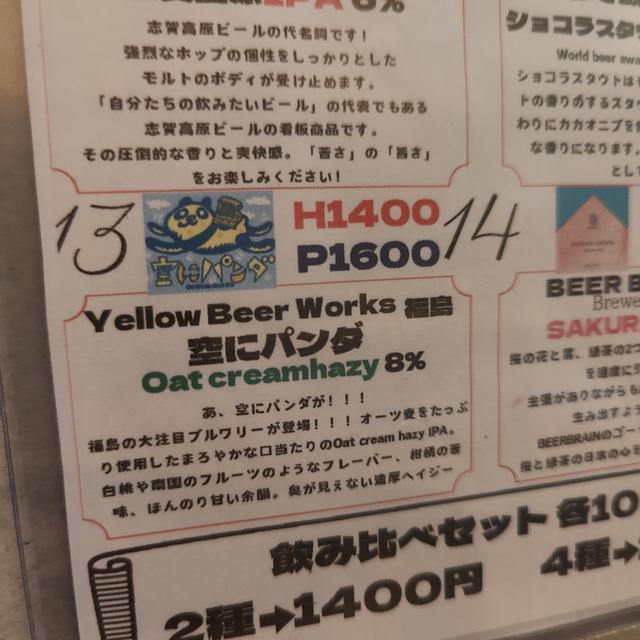 IPA 6%
志賀高原ビールの代名詞です！
強烈なホップの個性をしっかりとした
モルトのボディが受け止めます。
「自分たちの飲みたいビール」の代表でもある
志賀高原ビールの看板商品です。
その圧倒的な香りと爽快感。「苦さ」の「旨さ」
をお楽しみください！
13
空にパンダ
H1400
P1600
Yellow Beer Works 福島
空にパンダ
Oat creamhazy 8%
あ、空にパンダが！！！
福島の大注目ブルワリーが登場！！！オーツ麦をたっぷ
り使用したまろやかな口当たりのOat cream hazy IPA。
白桃や南国のフルーツのようなフレーバー、柑橘の苦
味、ほんのり甘い余韻。奥が見えない濃厚ヘイジー
ショコラスタ
World beer awa
ショコラスタウトは
トの香りのするスタ
わりにカカオニブを
な香りになります。
とし
14
BEER B
Brewe
SAKUR
桜の花と葉、緑茶の2つ
主張がありながらも
生み出すよう
BEERBRAINのゴー
桜と緑茶の日本の心を
飲み比べセット 各10
2種→1400円
4種→